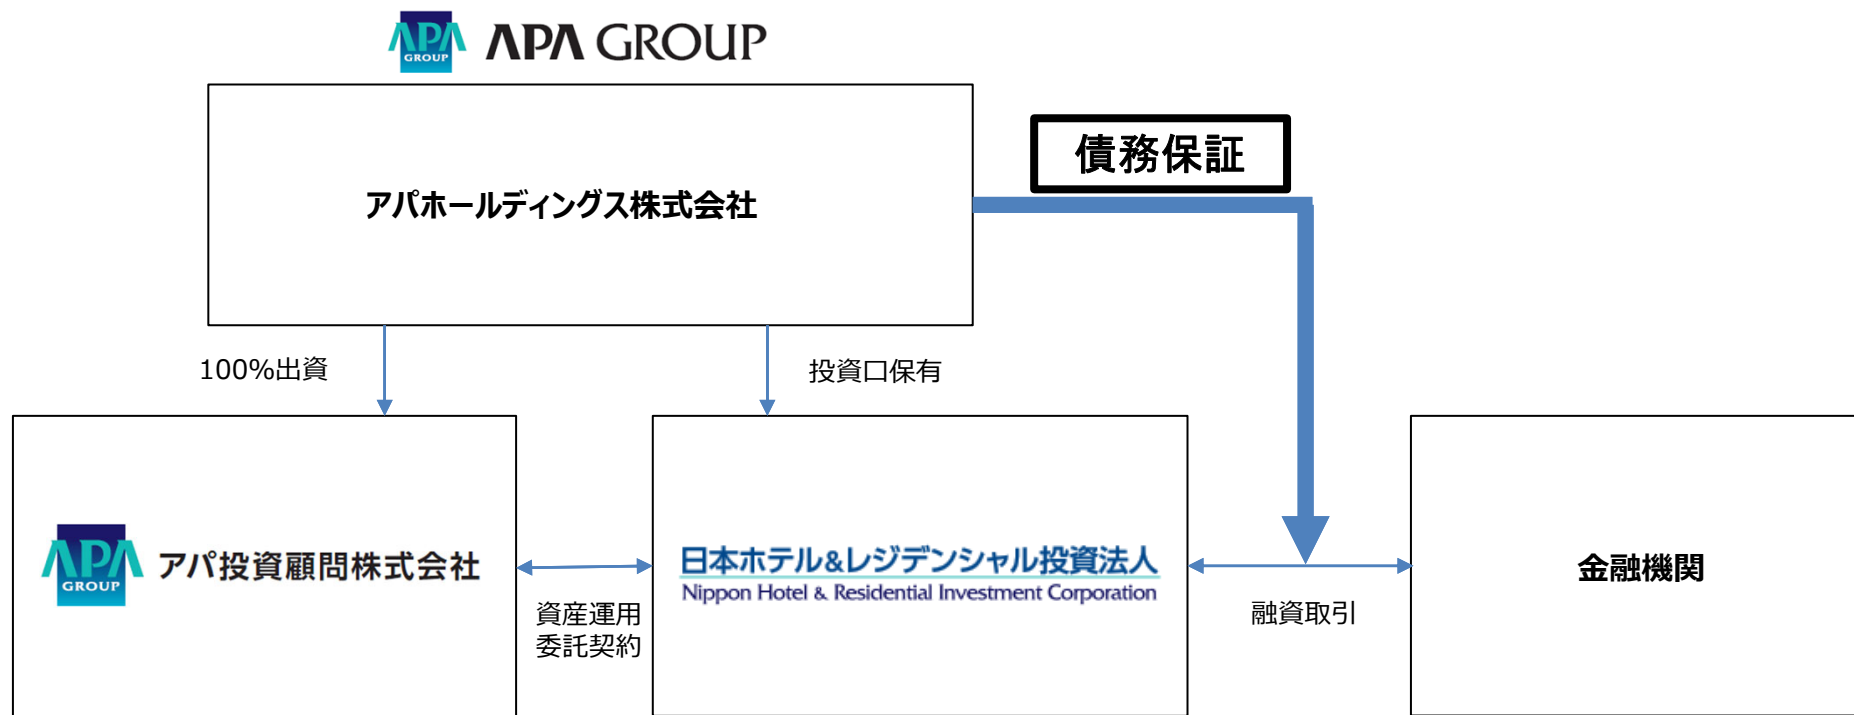 APA
GROUP
APA GROUP
債務保証
アパホールディングス株式会社
100%出資
投資口保有
APA
GROUP
アパ投資顧問株式会社
資産運用
委託契約
日本ホテル&レジデンシャル投資法人
Nippon Hotel & Residential Investment Corporation
融資取引
金融機関